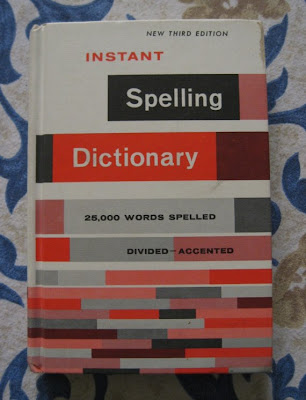 NEW THIRD EDITION
INSTANT
Spelling
Dictionary
25,000 WORDS SPELLED
DIVIDED—ACCENTED